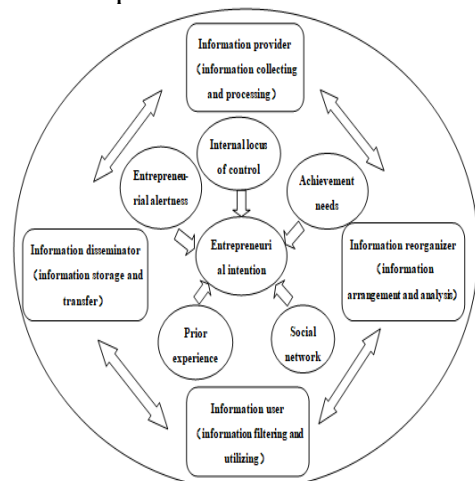 Information provider
（information collecting
and processing）
Internal locus
of control
Entrepreneu-
rial alertness
Achievement
needs
Information disseminator
（information storage and
transfer）
Entrepreneuri
al intention
Information reorganizer
（information
arrangement and analysis）
Prior
experience
Social
network
Information user
（information filtering and
utilizing）